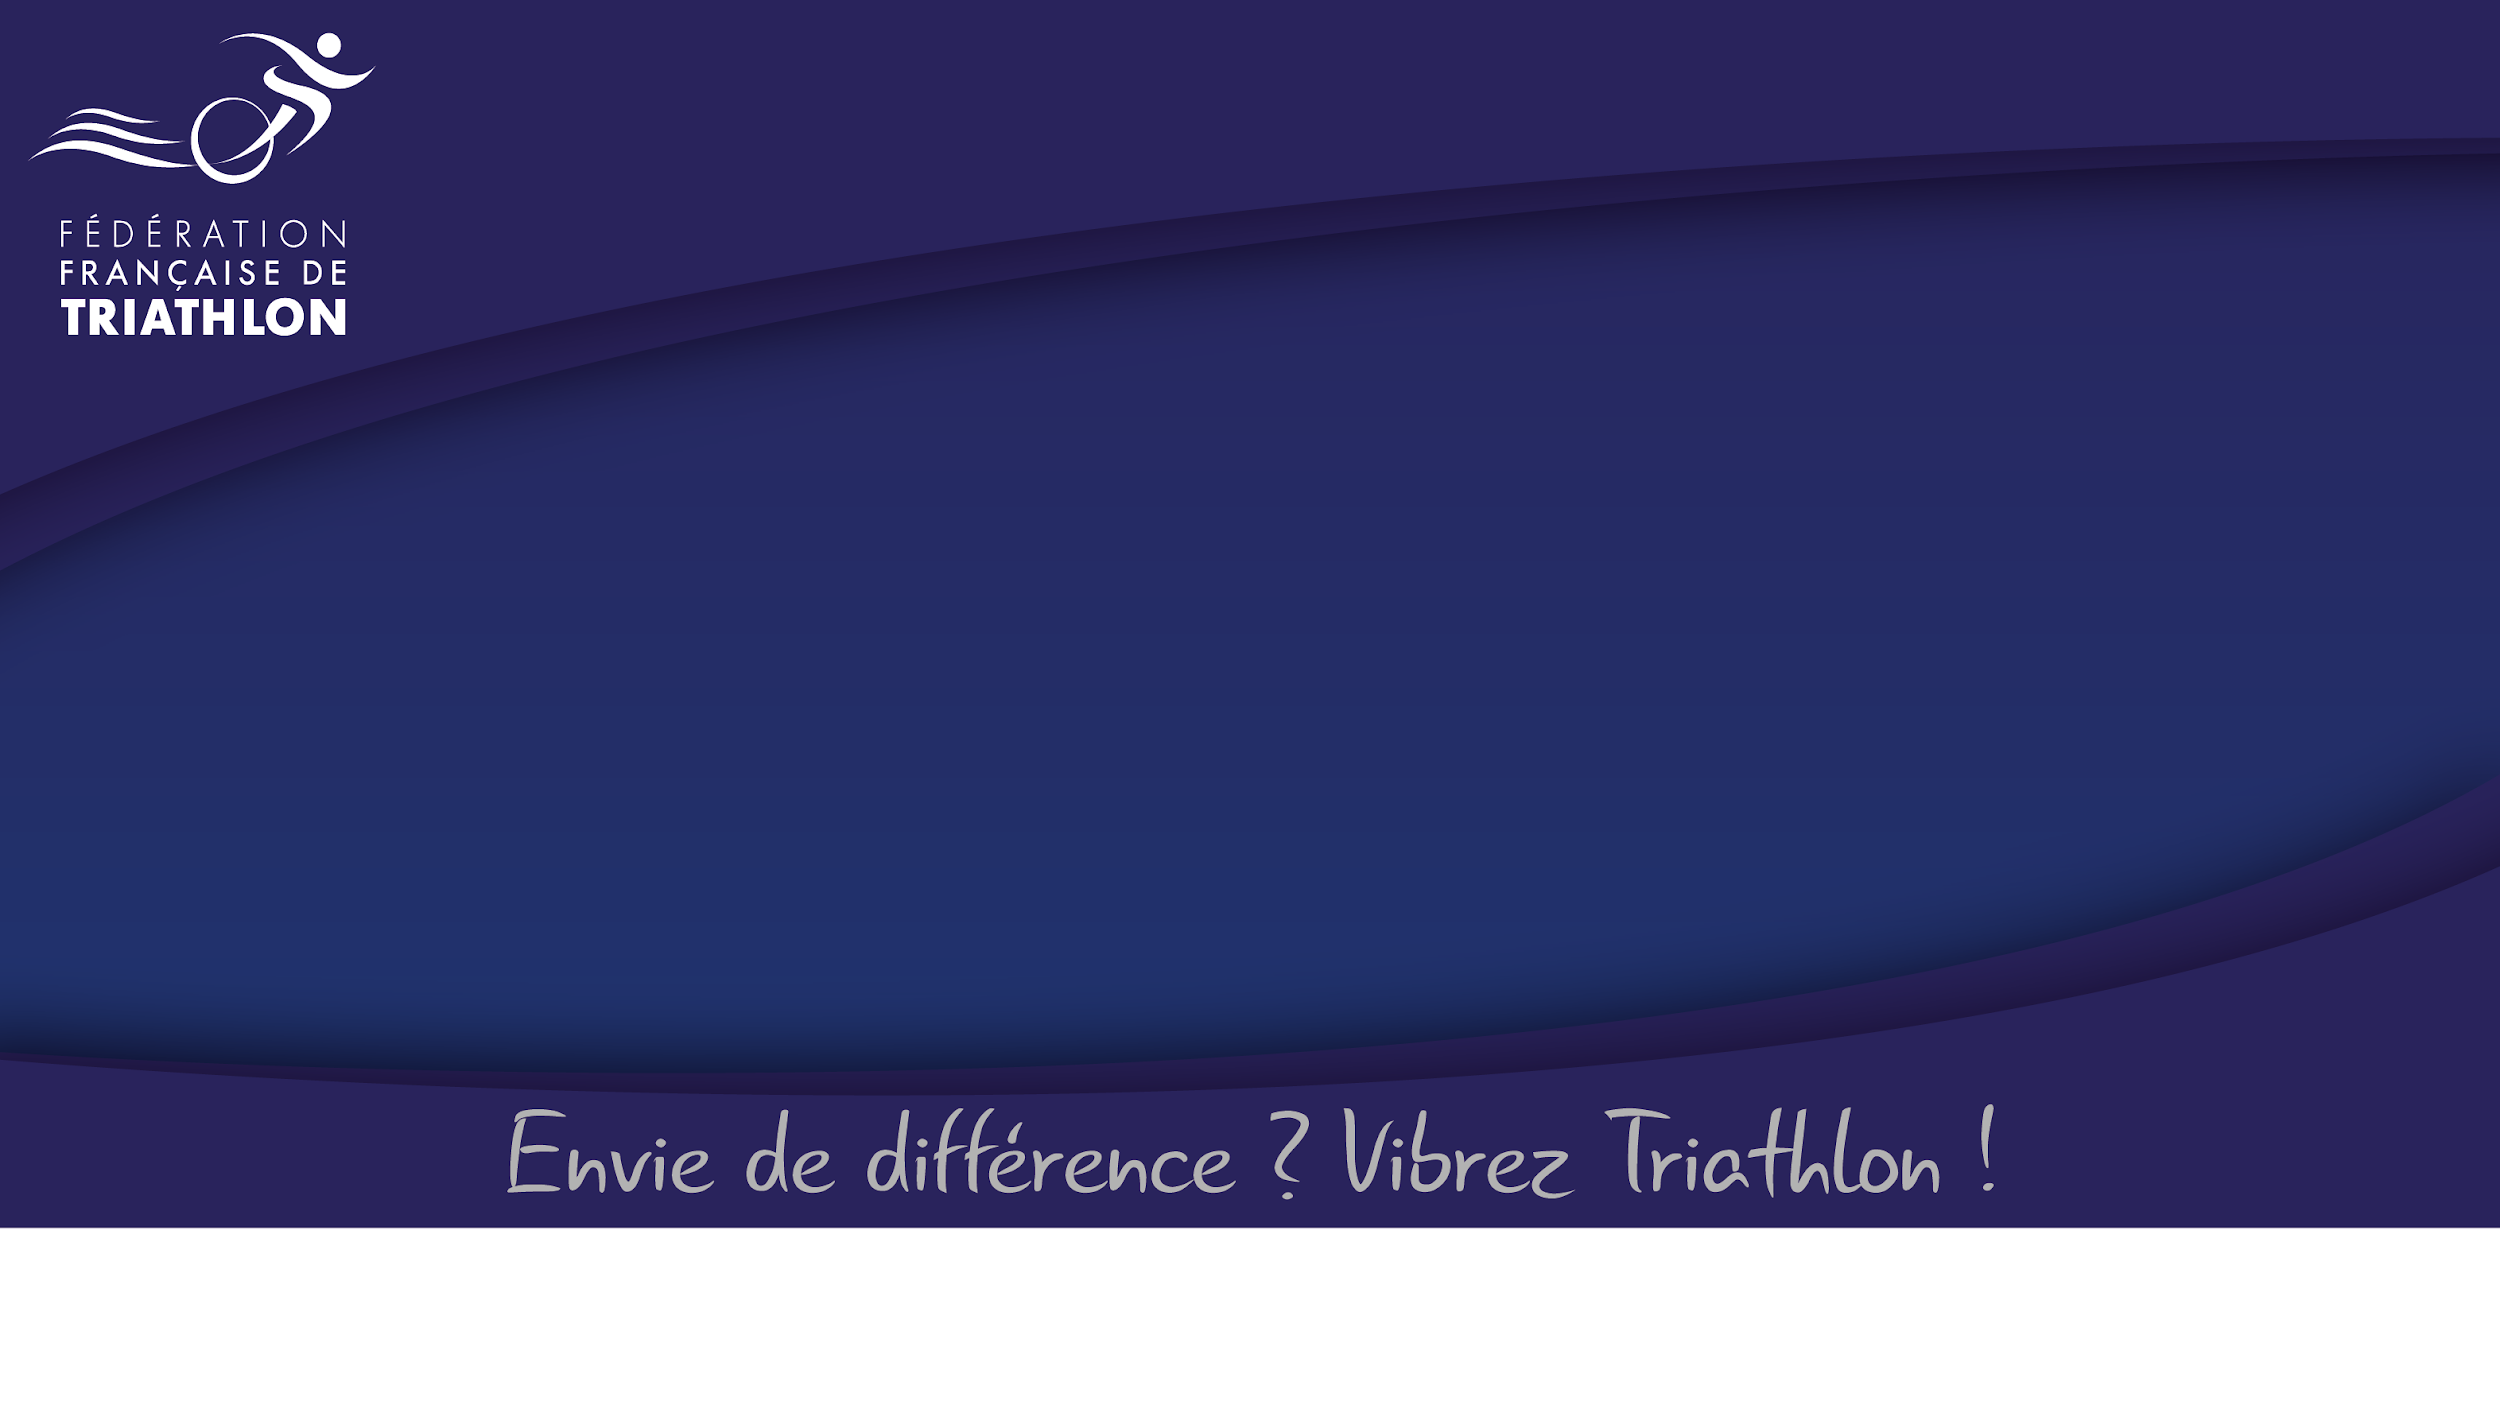 FÉDÉRATION
FRANÇAISE DE
TRIATHLON
Envie de différence ? Vibrez Triathlon !